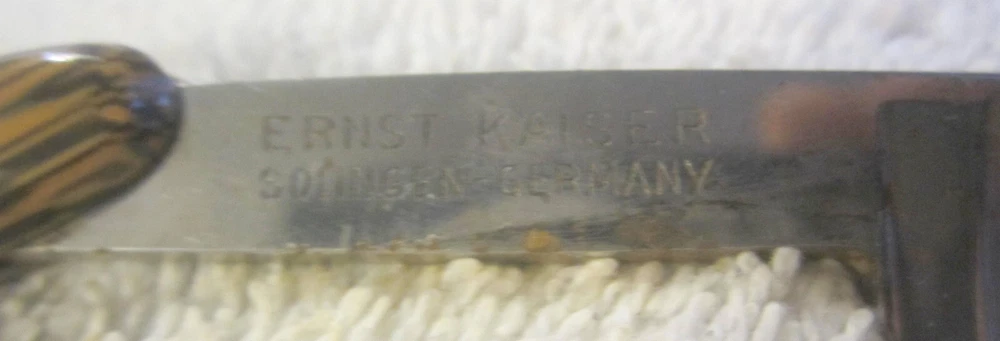 ERNST KAISER
SOLINGEN-GERMANY